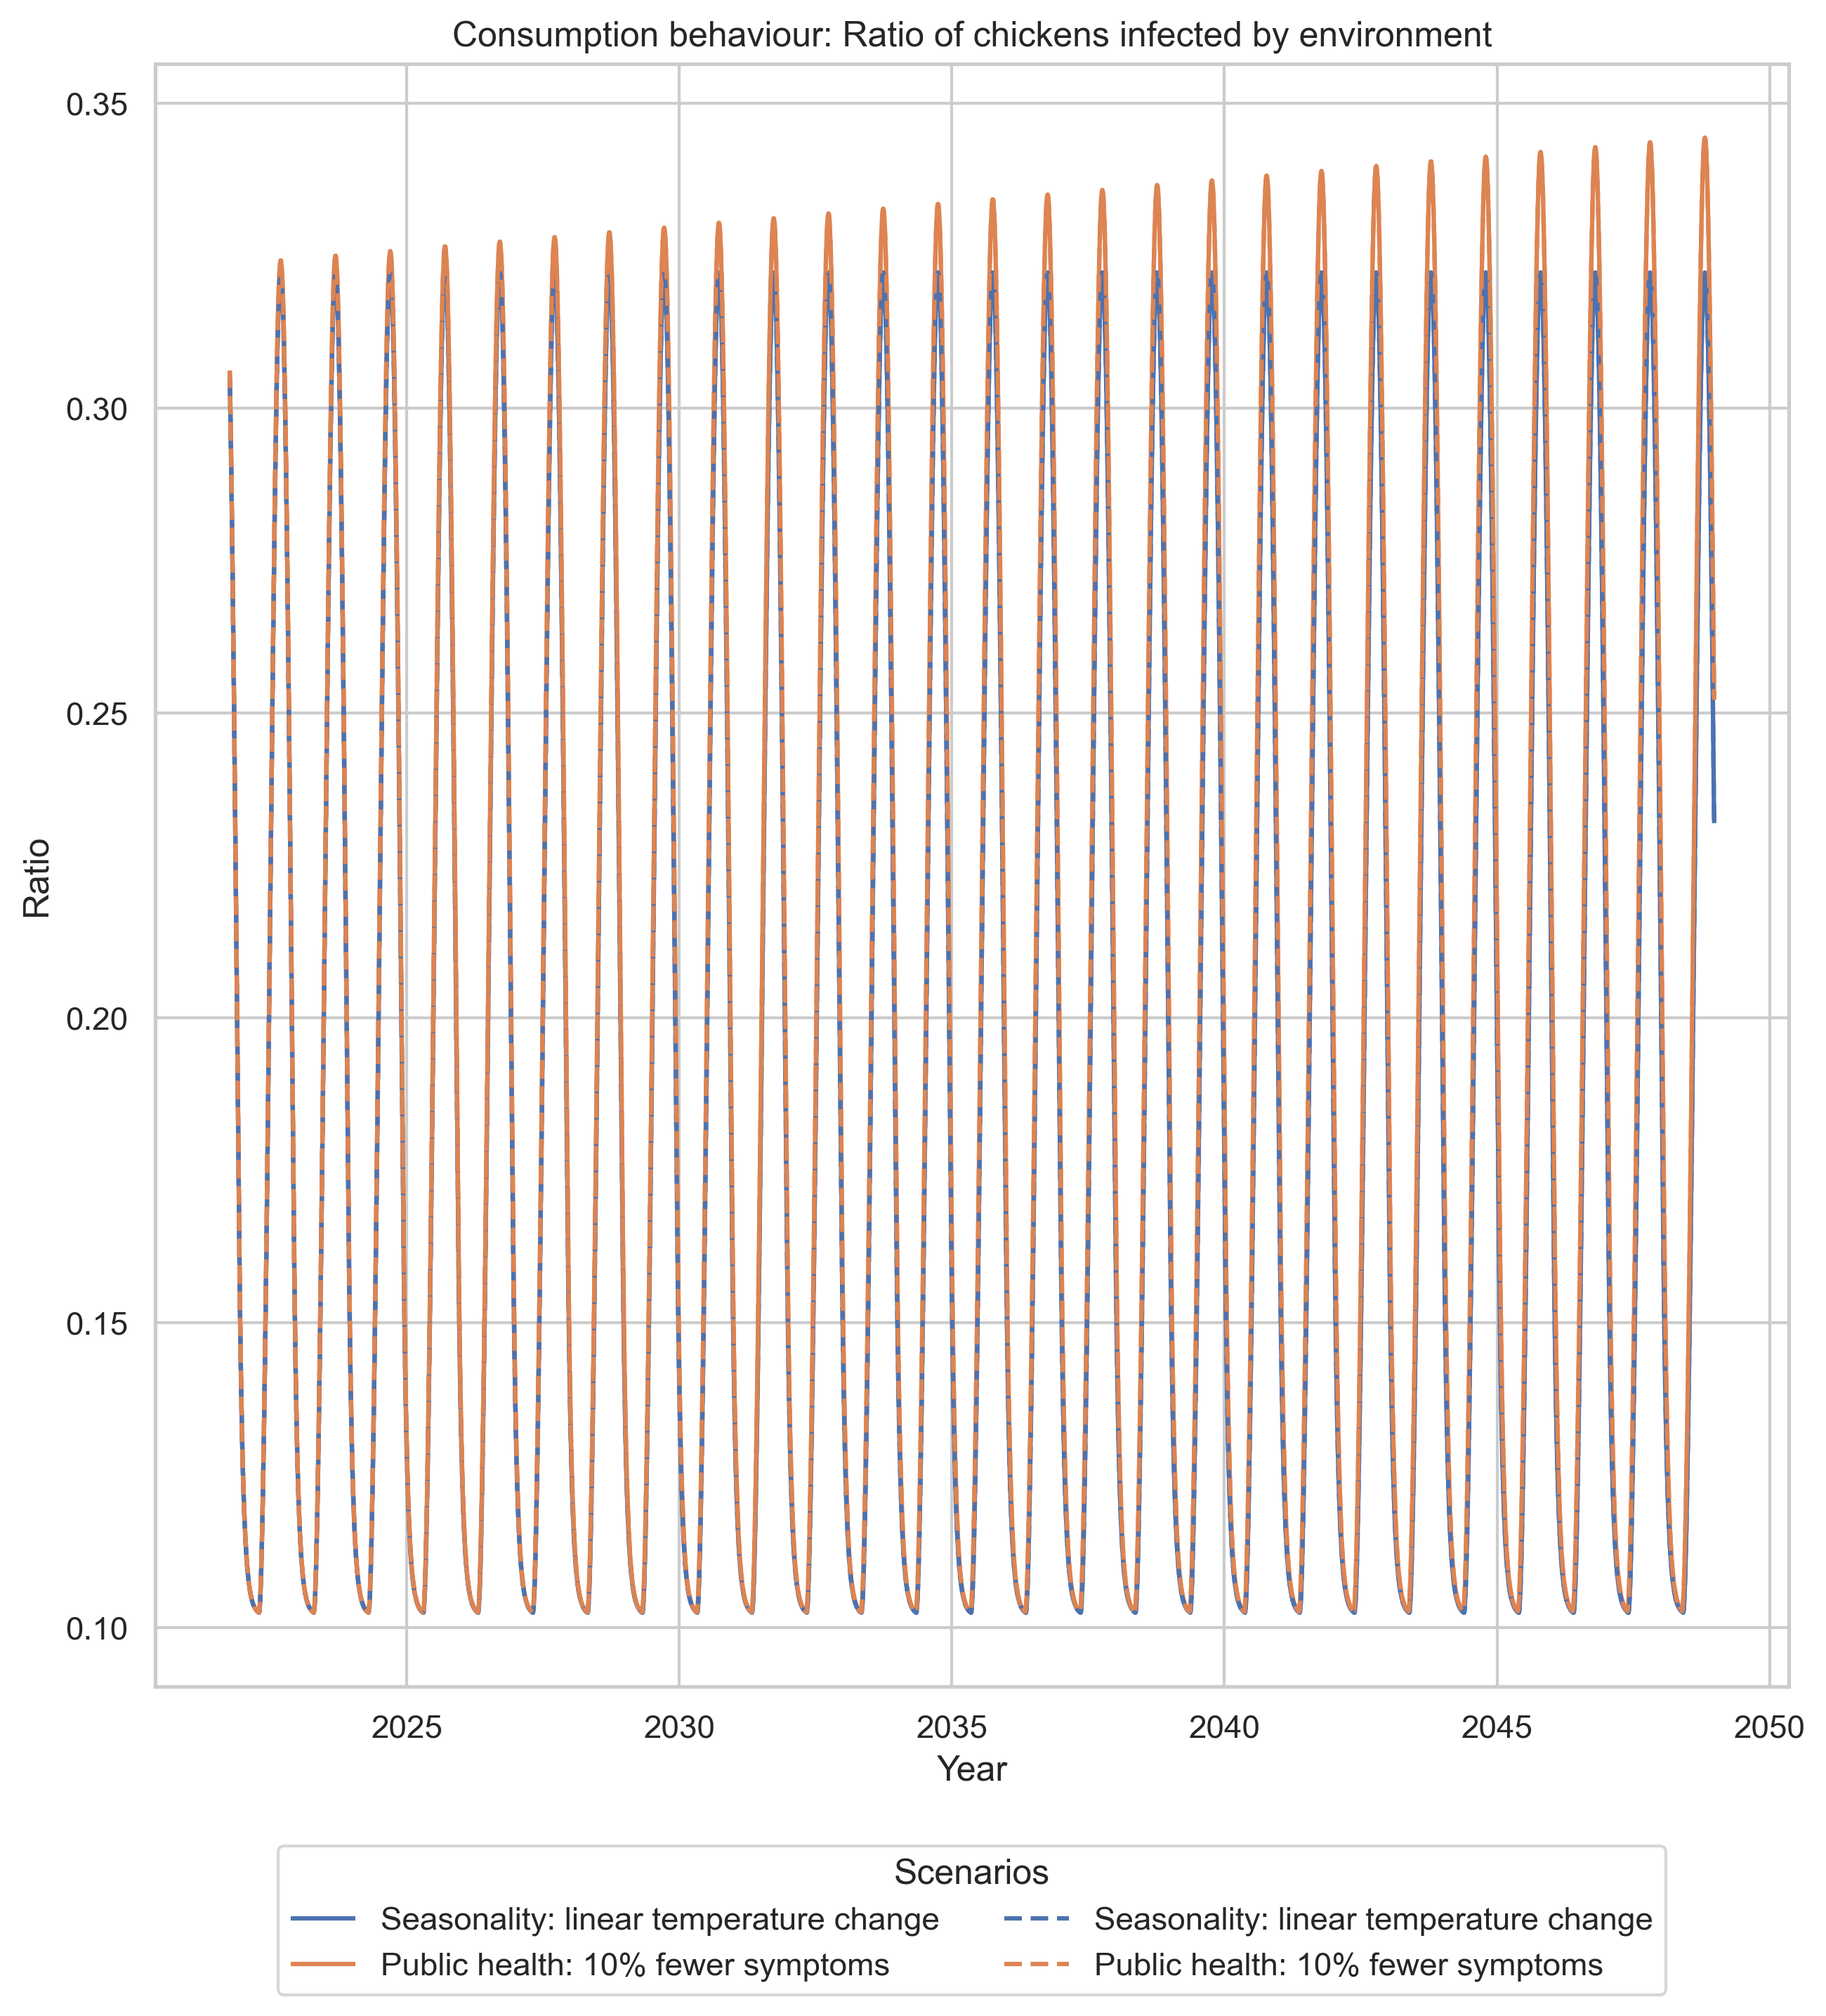 Consumption behaviour: Ratio of chickens infected by environment
0.35
0.30
0.25
0.20
0.15
0.10
Ratio
2025 2030 2035 2040 2045 2050
Year
Scenarios
Seasonality: linear temperature change Seasonality: linear temperature change
Public health: 10% fewer symptoms Public health: 10% fewer symptoms